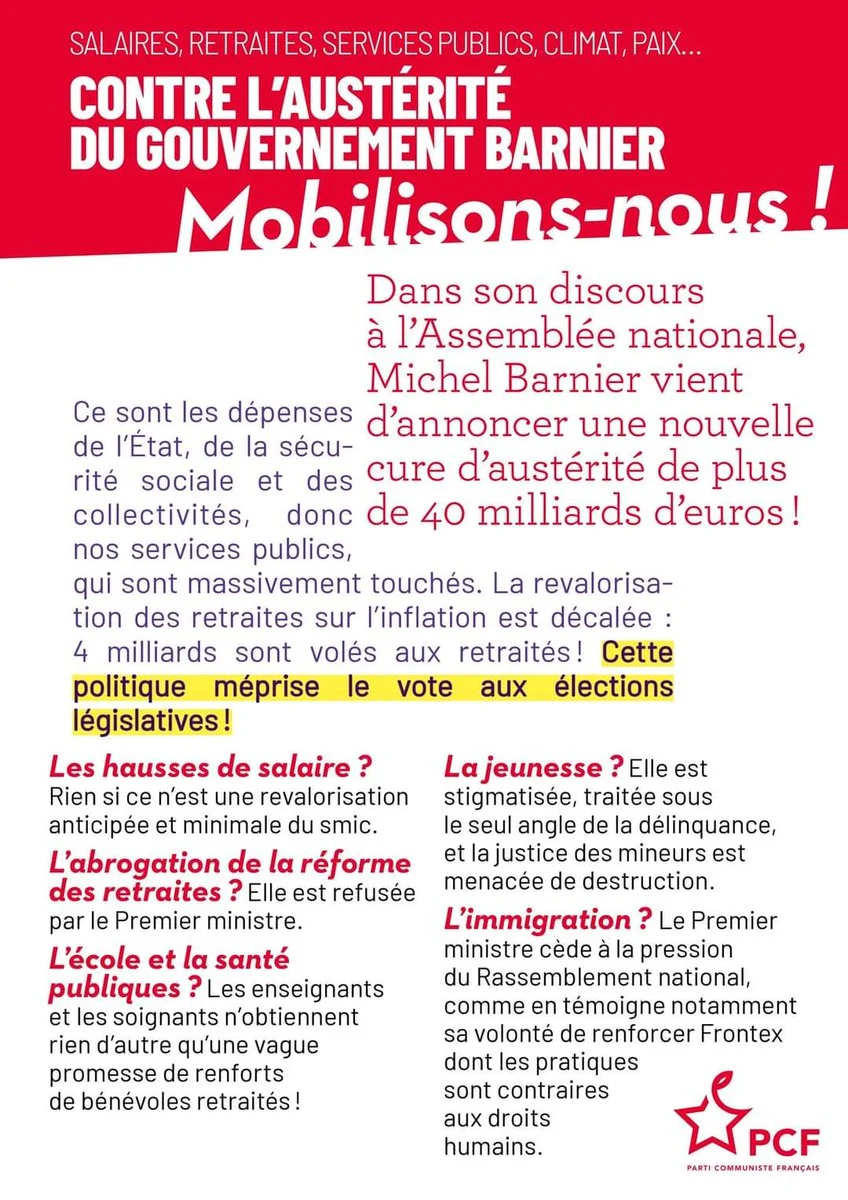 SALAIRES, RETRAITES, SERVICES PUBLICS, CLIMAT, PAIX...
CONTRE L'AUSTÉRITÉ
DU GOUVERNEMENT BARNIER
Mobilisons-nous !
Dans son discours
à l'Assemblée nationale,
Michel Barnier vient
d'annoncer une nouvelle
cure d'austérité de plus
de 40 milliards d'euros !
Ce sont les dépenses
de l'État, de la sécu-
rité sociale et des
collectivités, donc
nos services publics,
qui sont massivement touchés. La revalorisa-
tion des retraites sur l'inflation est décalée :
4 milliards sont volés aux retraités ! Cette
politique méprise le vote aux élections
législatives !
Les hausses de salaire ?
Rien si ce n'est une revalorisation
anticipée et minimale du smic.
L'abrogation de la réforme
des retraites ? Elle est refusée
par le Premier ministre.
L'école et la santé
publiques ? Les enseignants
et les soignants n'obtiennent
rien d'autre qu'une vague
promesse de renforts
de bénévoles retraités !
La jeunesse ? Elle est
stigmatisée, traitée sous
le seul angle de la délinquance,
et la justice des mineurs est
menacée de destruction.
L'immigration ? Le Premier
ministre cède à la pression
du Rassemblement national,
comme en témoigne notamment
sa volonté de renforcer Frontex
dont les pratiques
sont contraires
aux droits
humains.
PCF
PARTI COMMUNISTE FRANÇAIS